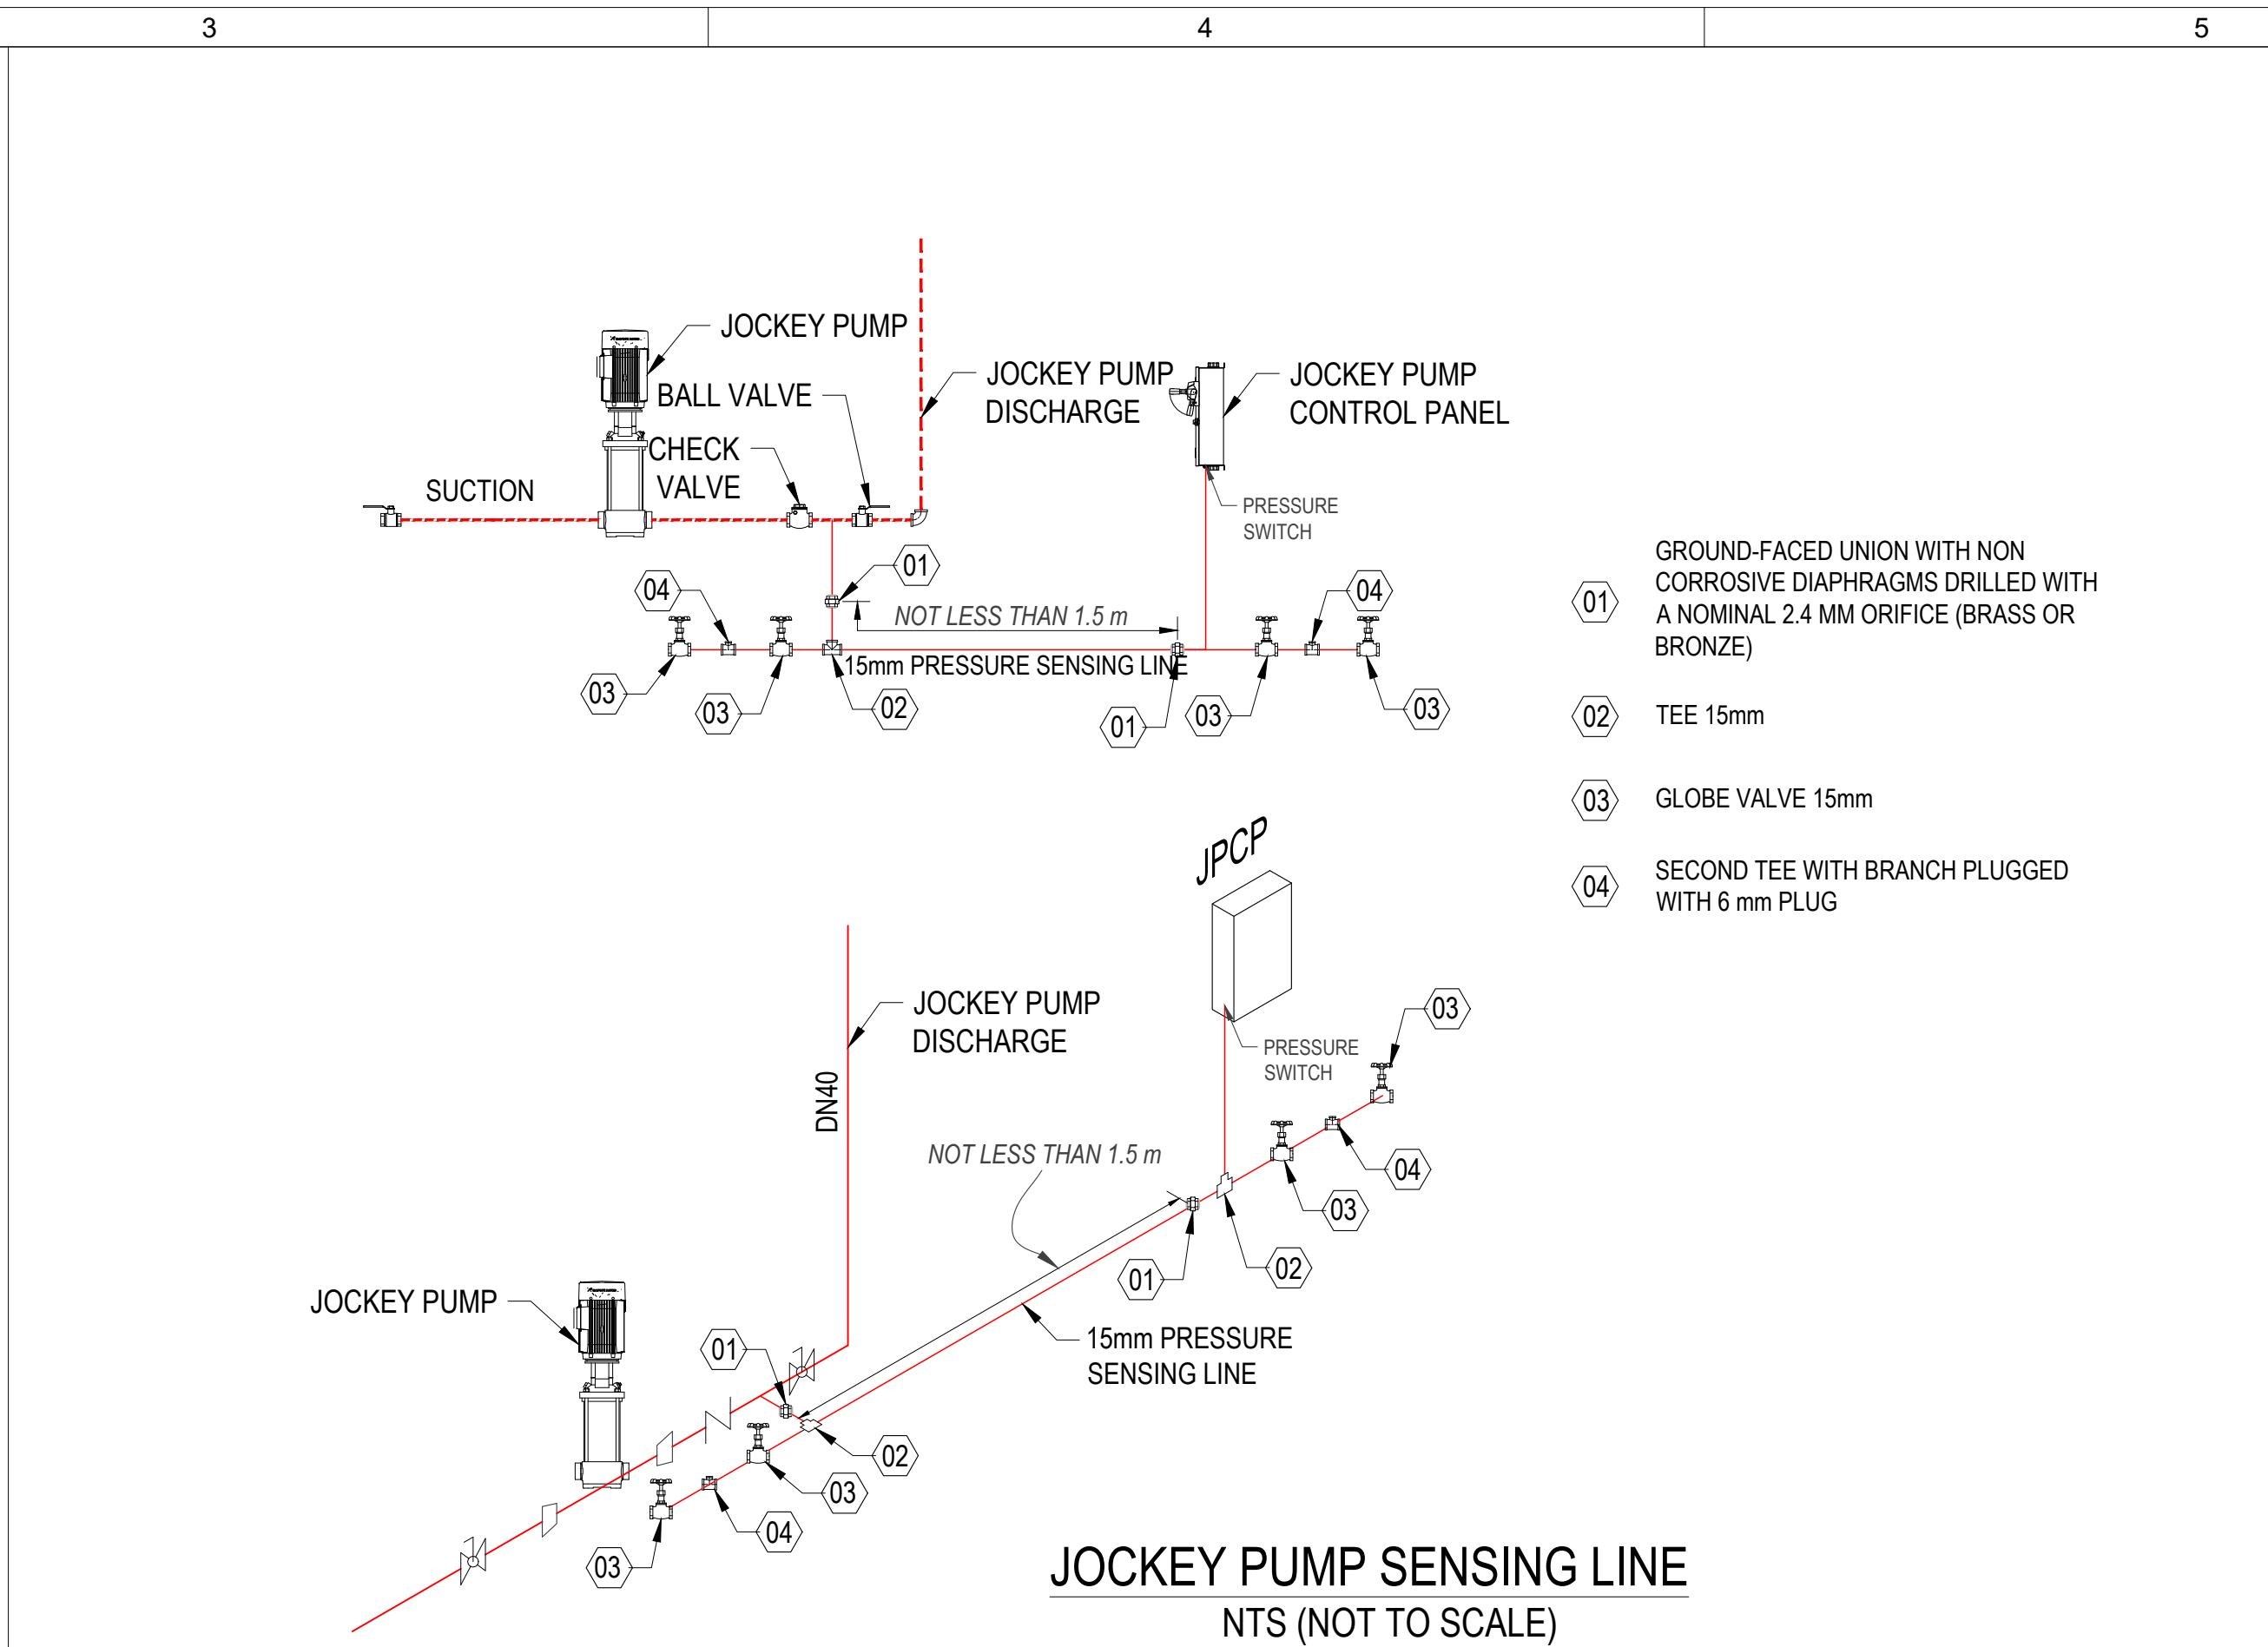 3
4
5
JOCKEY PUMP
BALL VALVE
CHECK
VALVE
SUCTION
JOCKEY PUMP
DISCHARGE
JOCKEY PUMP
CONTROL PANEL
PRESSURE
SWITCH
01
04
NOT LESS THAN 1.5 m
04
15mm PRESSURE SENSING LINE
03
03
02
01
03
03
01
GROUND-FACED UNION WITH NON
CORROSIVE DIAPHRAGMS DRILLED WITH
A NOMINAL 2.4 MM ORIFICE (BRASS OR
BRONZE)
02
TEE 15mm
03
GLOBE VALVE 15mm
04
SECOND TEE WITH BRANCH PLUGGED
WITH 6 mm PLUG
JPCP
JOCKEY PUMP
DISCHARGE
DN40
PRESSURE
SWITCH
03
NOT LESS THAN 1.5 m
04
03
02
01
JOCKEY PUMP
15mm PRESSURE
SENSING LINE
01
02
03
04
03
JOCKEY PUMP SENSING LINE
NTS (NOT TO SCALE)